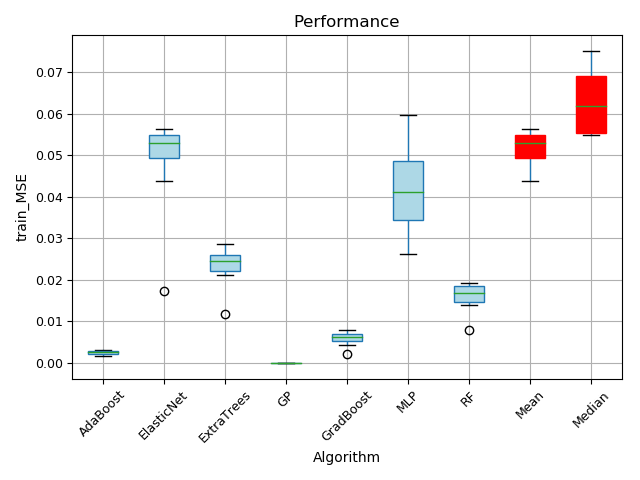 Performance
0.07
0.06
0.05
0.04
0.03
0.02
0.01
0.00
train_MSE
AdaBoost
ElasticNet
ExtraTrees
GP
GradBoost
MLP
RF
Mean
Median
Algorithm